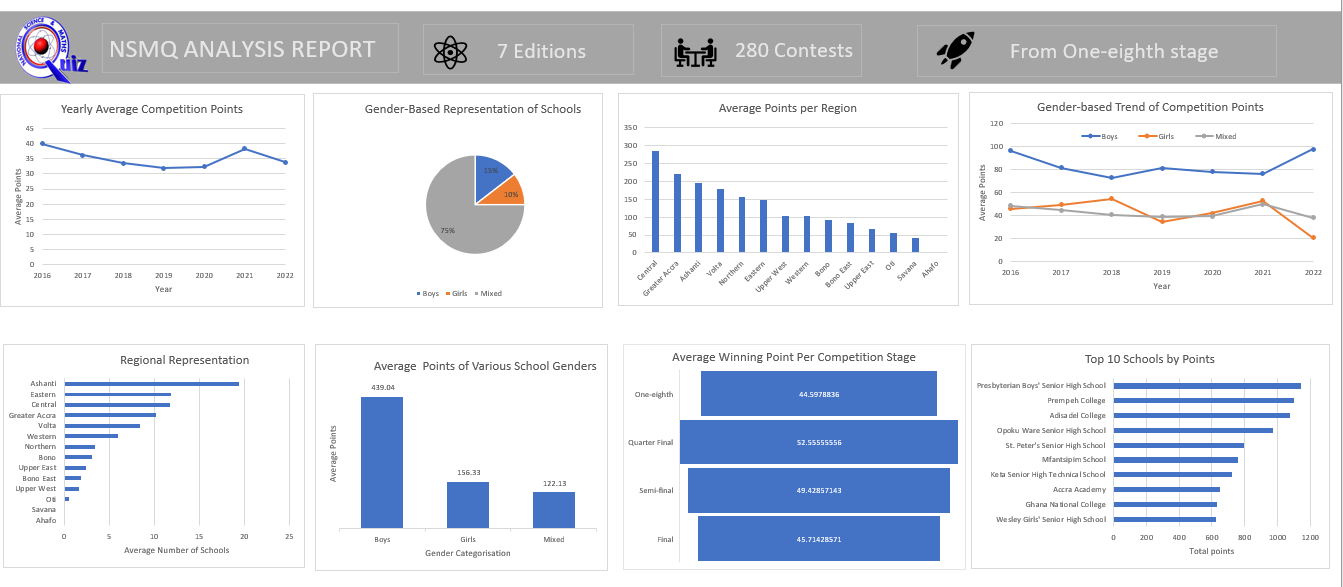 NATIONAL SCIENCE & MATHS
Quiz
NSMQ ANALYSIS REPORT
7 Editions
280 Contests
From One-eighth stage
Yearly Average Competition Points
Average Points
45
40
35
30
25
20
15
10
5
0
2016 2017 2018 2019 2020 2021 2022
Year
Gender-Based Representation of Schools
15%
10%
75%
Boys Girls Mixed
Average Points per Region
350
300
250
200
150
100
50
0
Central Greater Accra Ashanti Volta Northern Eastern Upper West Western Bono Bono East Upper East Oti Savana Ahafo
Gender-based Trend of Competition Points
Average Points
120
100
80
60
40
20
0
Boys Girls Mixed
2016 2017 2018 2019 2020 2021 2022
Year
Regional Representation
Ashanti
Eastern
Central
Greater Accra
Volta
Western
Northern
Bono
Upper East
Bono East
Upper West
Oti
Savana
Ahafo
0 5 10 15 20 25
Average Number of Schools
Average Points of Various School Genders
Average Points
439.04
156.33
122.13
Boys Girls Mixed
Gender Categorisation
Average Winning Point Per Competition Stage
One-eighth 44.5978836
Quarter Final 52.55555556
Semi-final 49.42857143
Final 45.71428571
Top 10 Schools by Points
Presbyterian Boys' Senior High School
Prempeh College
Adisadel College
Opoku Ware Senior High School
St. Peter's Senior High School
Mfantsipim School
Keta Senior High Technical School
Accra Academy
Ghana National College
Wesley Girls' Senior High School
0 200 400 600 800 1000 1200
Total points